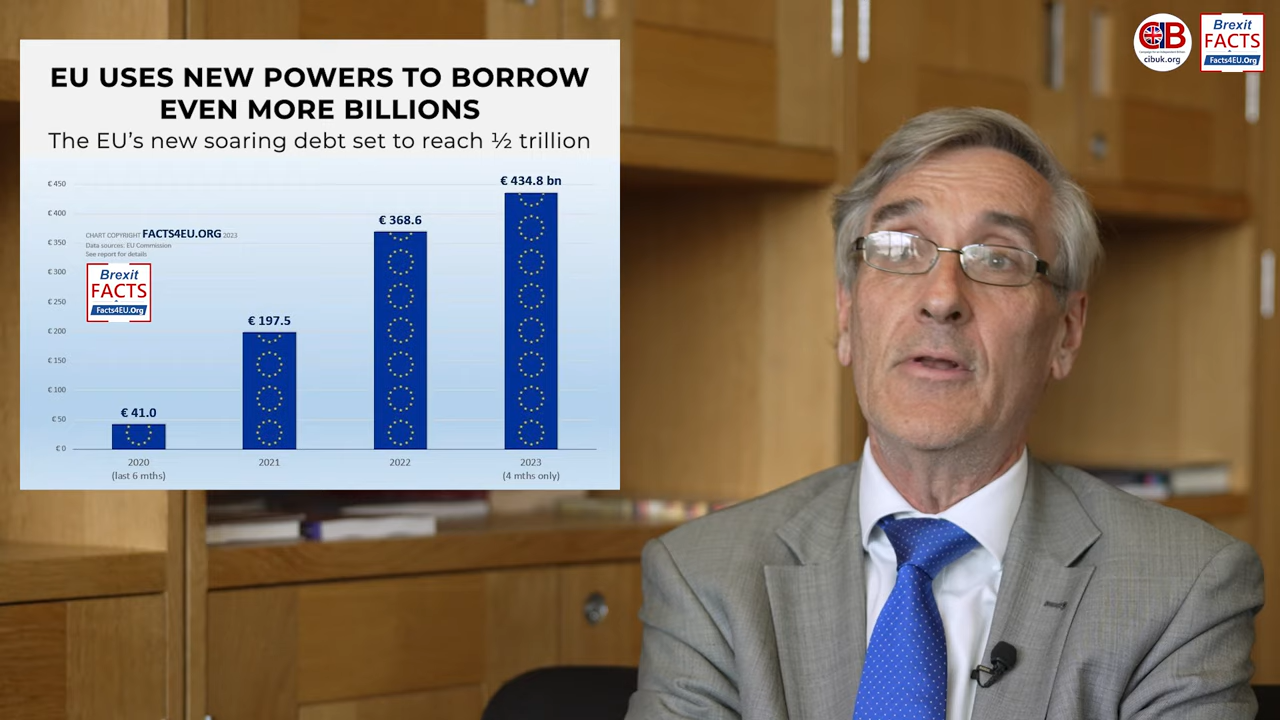 EU USES NEW POWERS TO BORROW
EVEN MORE BILLIONS
The EU's new soaring debt set to reach ½ trillion
€ 450
€ 400
€ 350
€ 300
€ 250
€ 200
€ 150
€ 100
€ 50
€ 0
CHART COPYRIGHT FACTS4EU.ORG 2023
Data sources: EU Commission
See report for details
Brexit
FACTS
Facts4EU.Org
€ 41.0
€ 197.5
€ 368.6
€ 434.8 bn
2020
(last 6 mths)
2021
2022
2023
(4 mths only)
CIB
cibuk.org
Brexit
FACTS
Facts4EU.Org